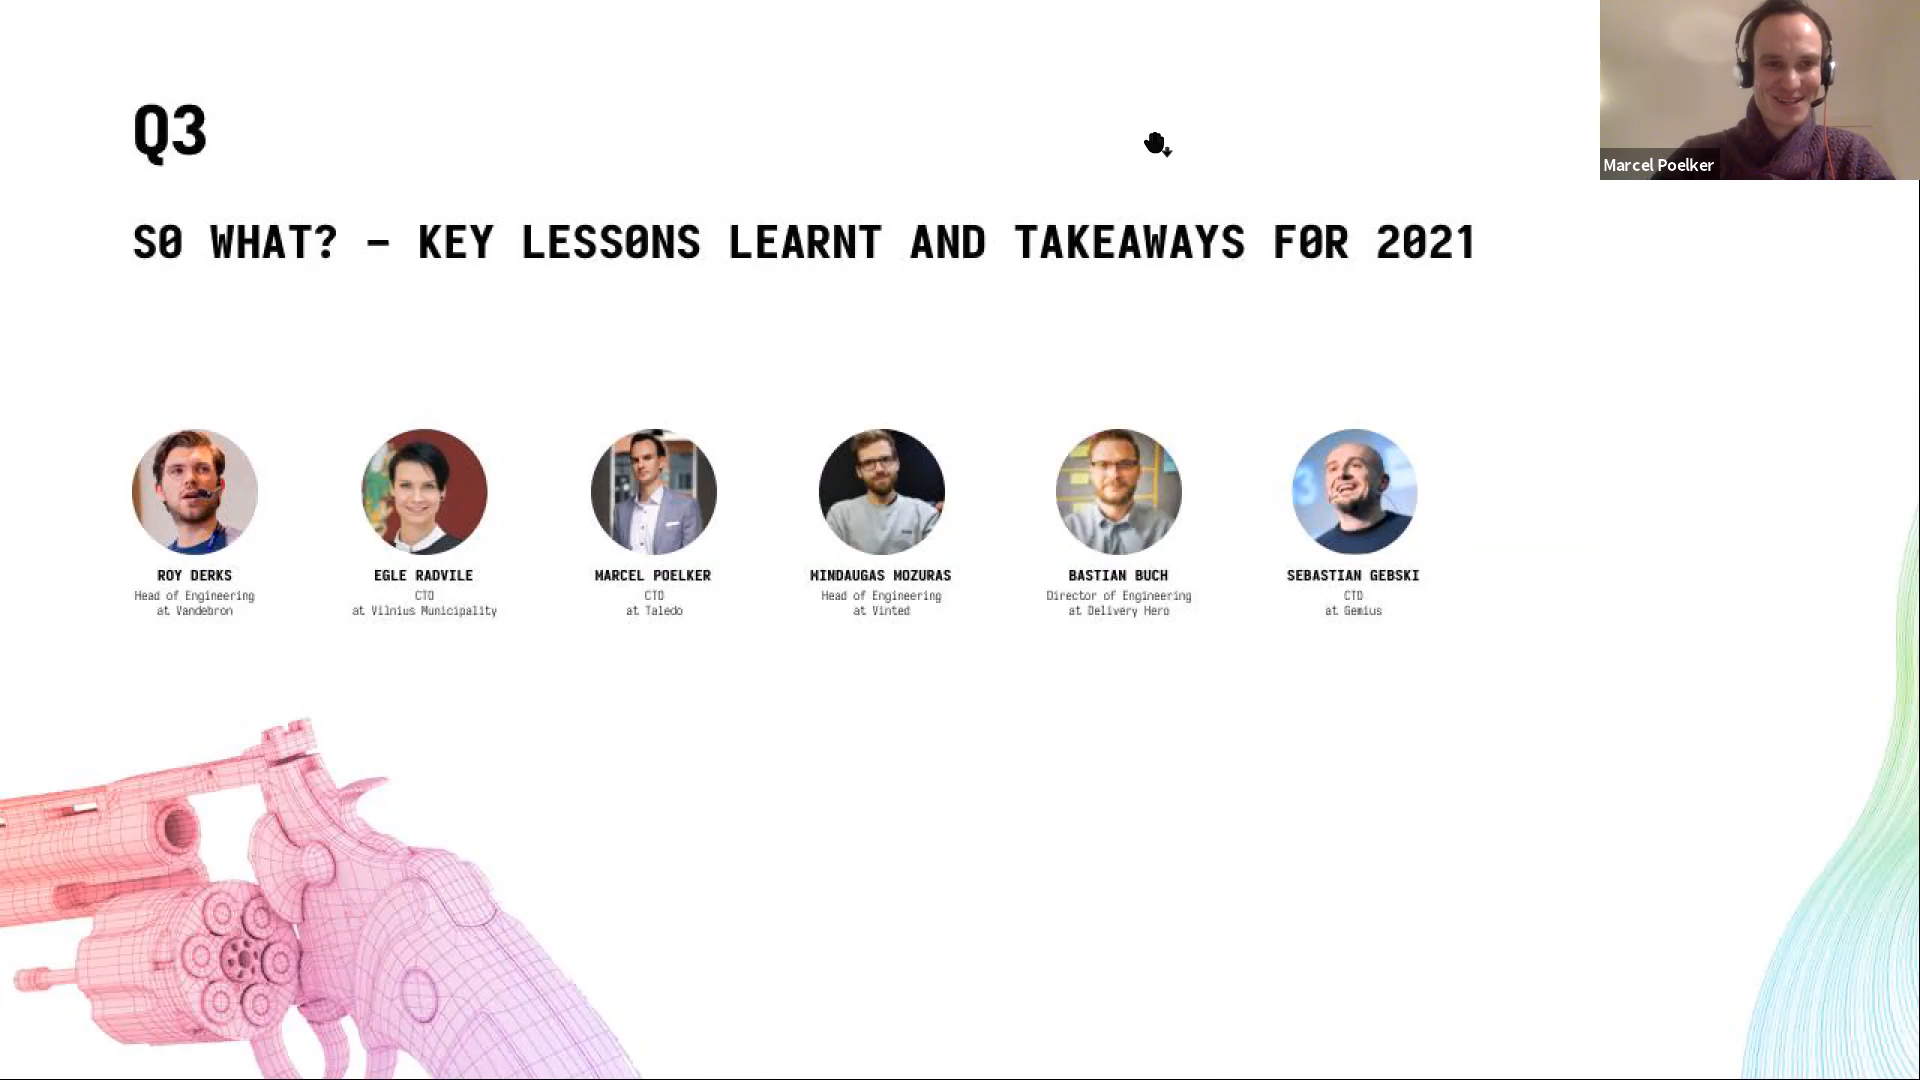 Q3
Marcel Poelker
SO WHAT? – KEY LESSONS LEARNT AND TAKEAWAYS FOR 2021
ROY DERKS
Head of Engineering
at Vandebron
EGLE RADVILE
CTO
at Vilnius Municipality
MARCEL POELKER
CTO
at Taledo
MINDAUGAS MOZURAS
Head of Engineering
at Vinted
BASTIAN BUCH
Director of Engineering
at Delivery Hero
SEBASTIAN GEBSKI
CTO
at Gemius